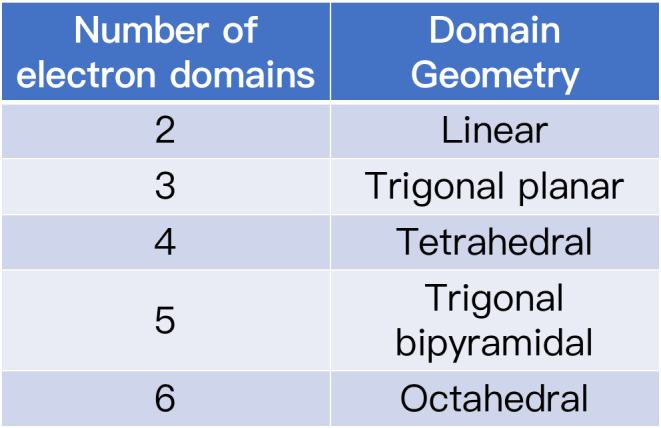 Number of electron domains
Domain Geometry
2
Linear
3
Trigonal planar
4
Tetrahedral
5
Trigonal bipyramidal
6
Octahedral